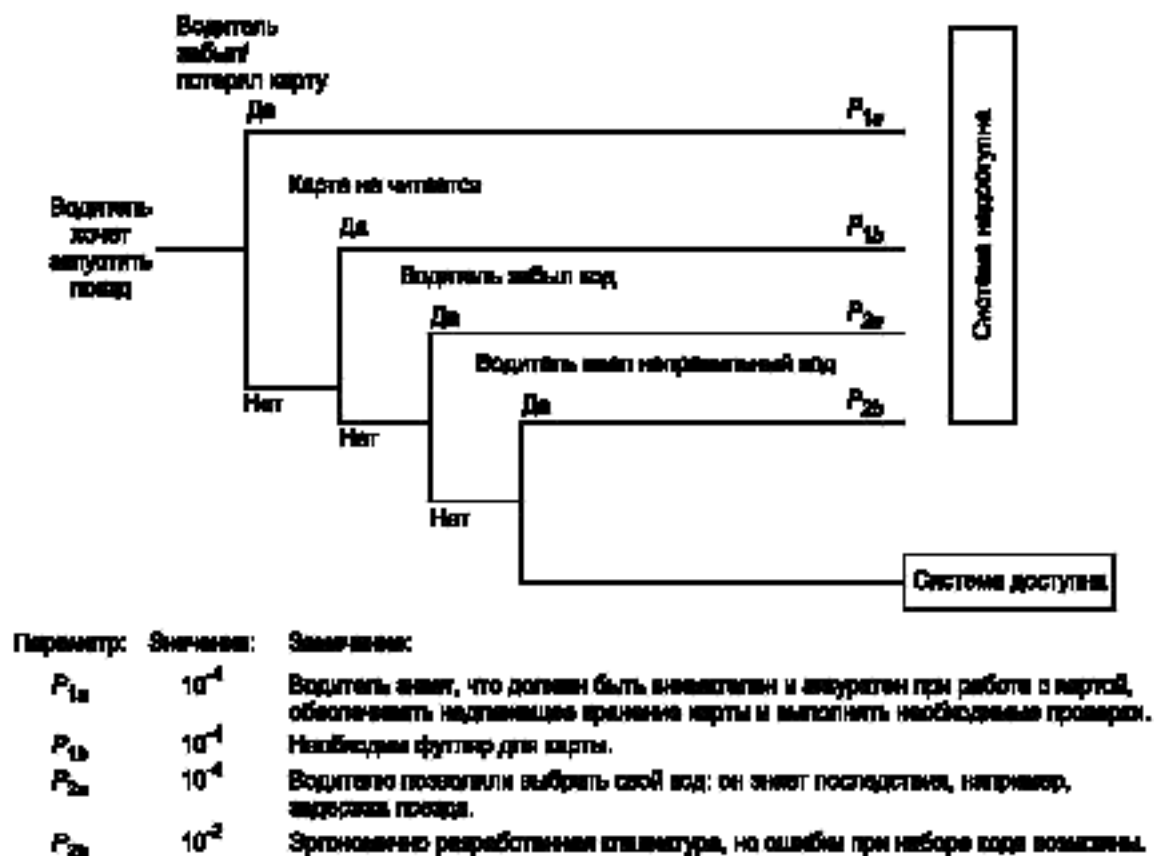 Водитель
забыл/
потерял карту
Да
P1a
Карта не читается
Водитель
хочет
запустить
поезд
Да
P1b
Водитель забыл код
Да
P2a
Водитель ввел неправильный код
Нет
Да
P2b
Нет
Нет
Система недоступна
Система доступна
Параметр: Значения: Замечания:
P1a 10⁻⁴ Водитель знает, что должен быть внимателен и аккуратен при работе с картой,
обеспечивать надлежащее хранение карты и выполнять необходимые проверки.
P1b 10⁻⁴ Необходим футляр для карты.
P2a 10⁻⁴ Водителю позволили выбрать свой код: он знает последствия, например,
задержка поезда.
P2b 10⁻² Эргономично разработанная клавиатура, но ошибки при наборе кода возможны.